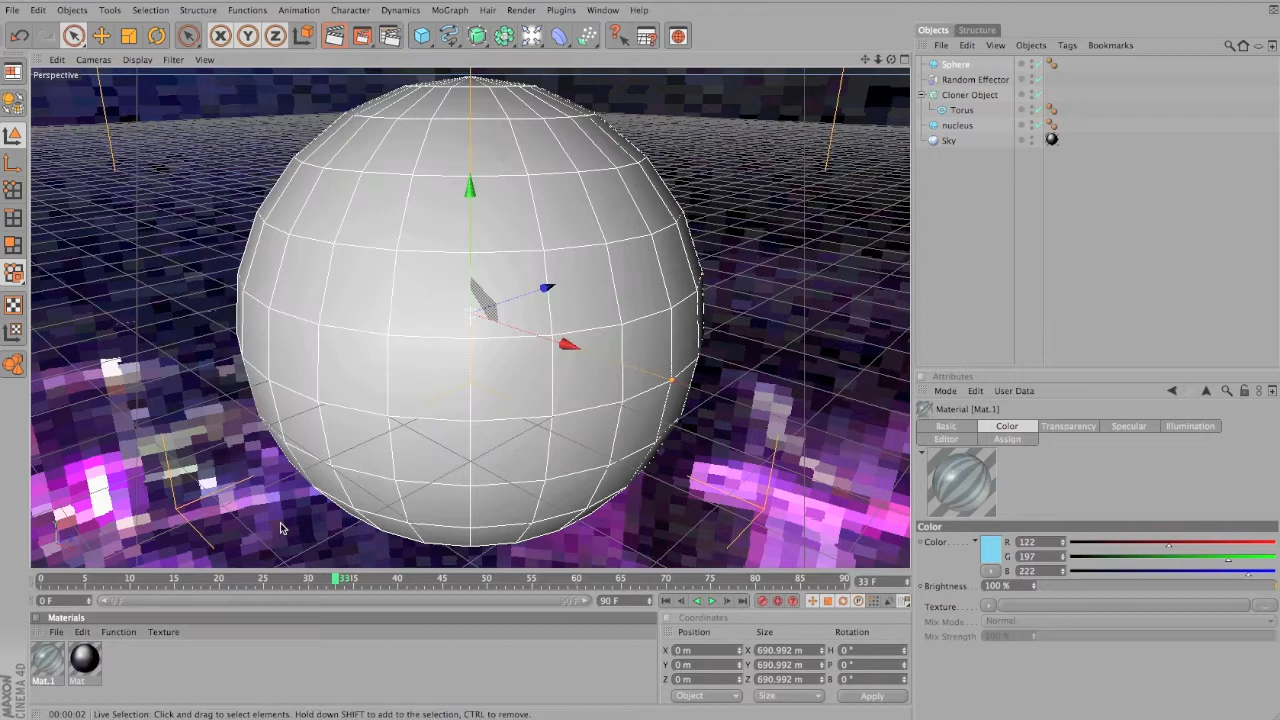 File Edit Objects Tools Selection Structure Functions Animation Character Dynamics MoGraph Hair Render Plugins Window Help
Objects Structure
File Edit View Objects Tags Bookmarks
Edit Cameras Display Filter View
Perspective
Sphere
Random Effector
Cloner Object
Torus
nucleus
Sky
Attributes
Mode Edit User Data
Material [Mat.1]
Basic Color Transparency Specular Illumination
Editor Assign
Color
Color R 122
G 197
B 222
Brightness 100 %
Texture
Mix Mode Normal
Mix Strength 100 %
0 5 10 15 20 25 30 3315 40 45 50 55 60 65 70 75 80 85 90 33 F
0 F 0 F 90 F 90 F
Materials
File Edit Function Texture
Mat.1 Mat
Coordinates
Position Size Rotation
X 0 m X 690.992 m H 0 °
Y 0 m Y 690.992 m P 0 °
Z 0 m Z 690.992 m B 0 °
Object Size Apply
MAXON
CINEMA 4D
00:00:02 Live Selection: Click and drag to select elements. Hold down SHIFT to add to the selection, CTRL to remove.